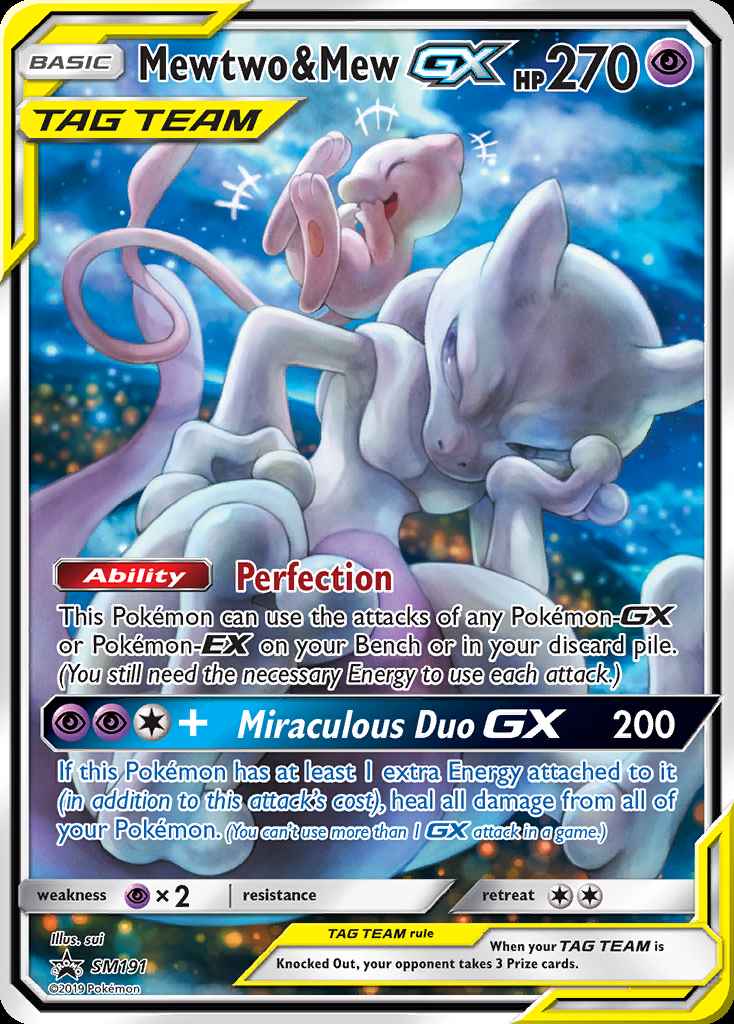 BASIC Mewtwo&Mew GX HP270
TAG TEAM
Ability Perfection
This Pokémon can use the attacks of any Pokémon-GX
or Pokémon-EX on your Bench or in your discard pile.
(You still need the necessary Energy to use each attack.)
+ Miraculous Duo GX 200
If this Pokémon has at least 1 extra Energy attached to it
(in addition to this attack's cost), heal all damage from all of
your Pokémon. (You can't use more than 1 GX attack in a game.)
weakness ×2 resistance retreat
Illus. sui
SM191
©2019 Pokémon
TAG TEAM rule
When your TAG TEAM is
Knocked Out, your opponent takes 3 Prize cards.